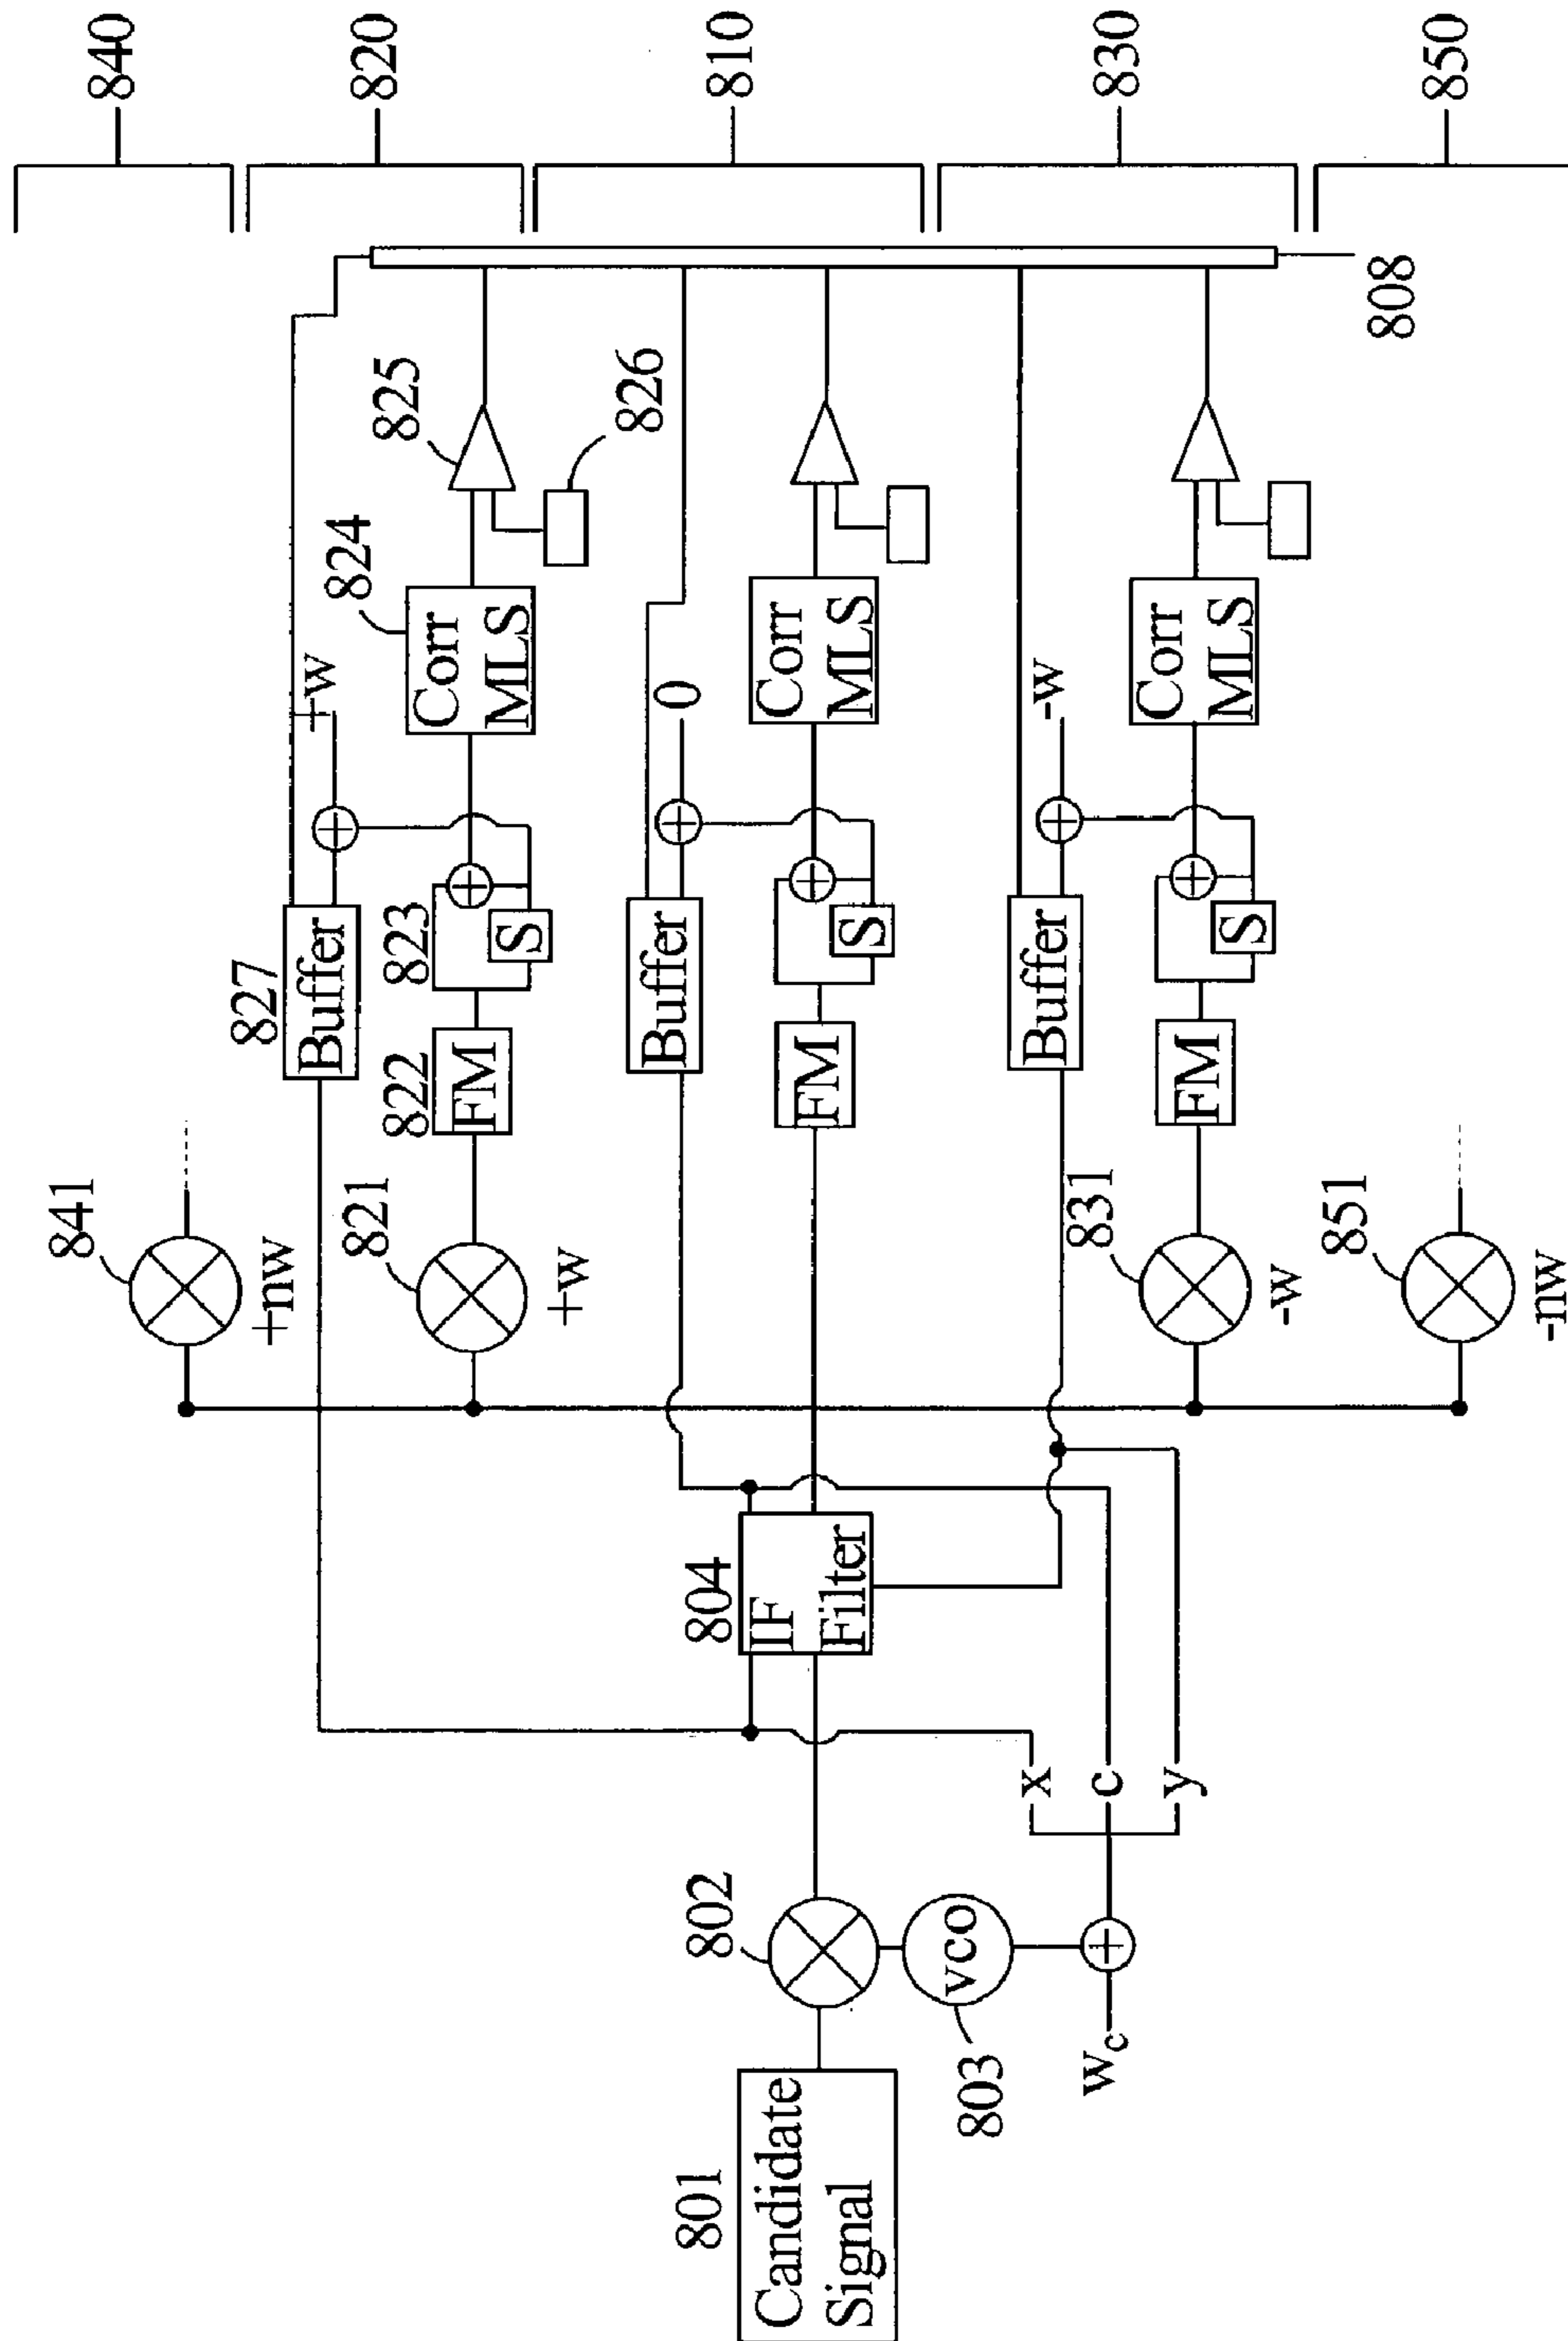 840
820
810
830
850
808
825
826
824
+w
Corr
MLS
0
Corr
MLS
-w
Corr
MLS
827
Buffer
823
S
Buffer
S
Buffer
S
822
FM
FM
FM
841
+nw
821
+w
831
-w
851
-nw
804
IF
Filter
x
c
y
802
vco
803
wc
801
Candidate
Signal